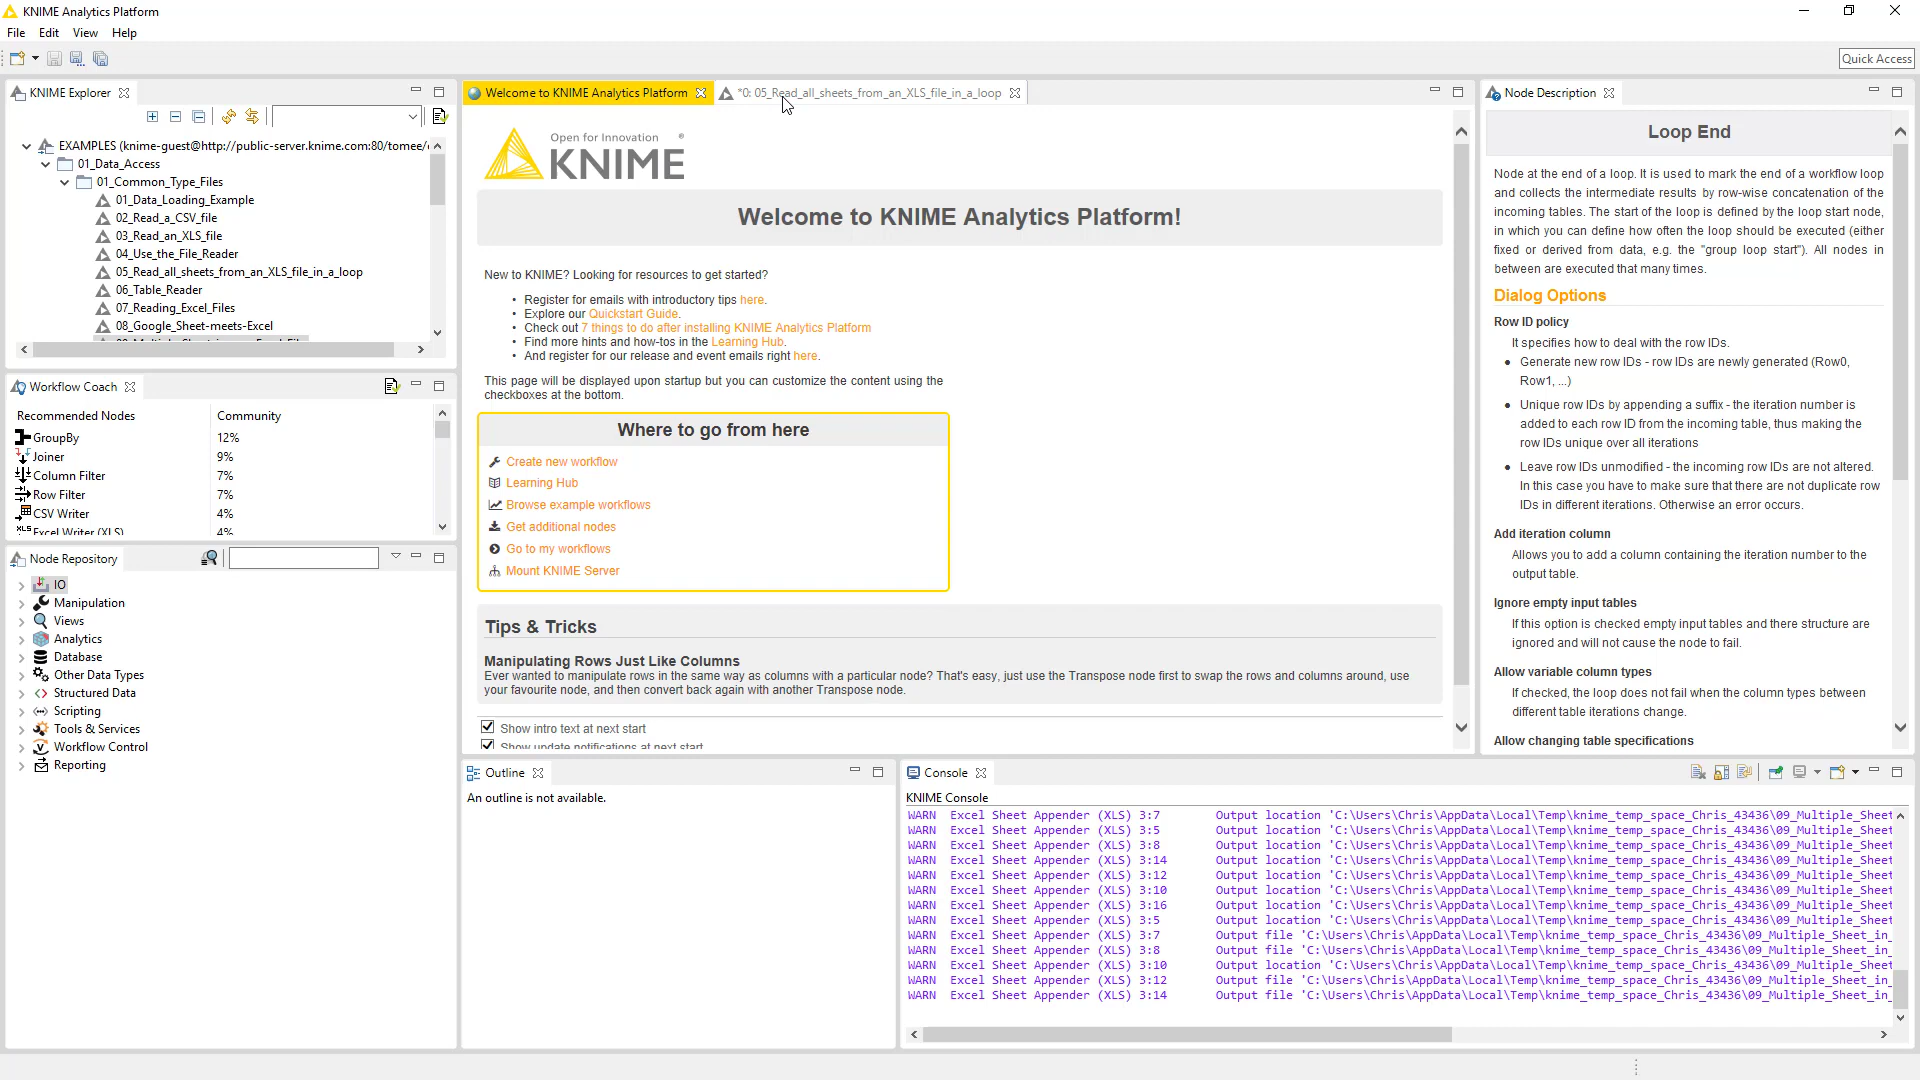 KNIME Analytics Platform
File Edit View Help
Quick Access
KNIME Explorer
EXAMPLES (knime-guest@http://public-server.knime.com:80/tomee/
01_Data_Access
01_Common_Type_Files
01_Data_Loading_Example
02_Read_a_CSV_file
03_Read_an_XLS_file
04_Use_the_File_Reader
05_Read_all_sheets_from_an_XLS_file_in_a_loop
06_Table_Reader
07_Reading_Excel_Files
08_Google_Sheet-meets-Excel
Workflow Coach
Recommended Nodes Community
GroupBy 12%
Joiner 9%
Column Filter 7%
Row Filter 7%
CSV Writer 4%
Excel Writer (XLS) 4%
Node Repository
IO
Manipulation
Views
Analytics
Database
Other Data Types
Structured Data
Scripting
Tools & Services
Workflow Control
Reporting
Welcome to KNIME Analytics Platform
*0: 05_Read_all_sheets_from_an_XLS_file_in_a_loop
Open for Innovation ®
KNIME
Welcome to KNIME Analytics Platform!
New to KNIME? Looking for resources to get started?
• Register for emails with introductory tips here.
• Explore our Quickstart Guide.
• Check out 7 things to do after installing KNIME Analytics Platform
• Find more hints and how-tos in the Learning Hub.
• And register for our release and event emails right here.
This page will be displayed upon startup but you can customize the content using the
checkboxes at the bottom.
Where to go from here
Create new workflow
Learning Hub
Browse example workflows
Get additional nodes
Go to my workflows
Mount KNIME Server
Tips & Tricks
Manipulating Rows Just Like Columns
Ever wanted to manipulate rows in the same way as columns with a particular node? That's easy, just use the Transpose node first to swap the rows and columns around, use
your favourite node, and then convert back again with another Transpose node.
Show intro text at next start
Show update notifications at next start
Node Description
Loop End
Node at the end of a loop. It is used to mark the end of a workflow loop
and collects the intermediate results by row-wise concatenation of the
incoming tables. The start of the loop is defined by the loop start node,
in which you can define how often the loop should be executed (either
fixed or derived from data, e.g. the "group loop start"). All nodes in
between are executed that many times.
Dialog Options
Row ID policy
It specifies how to deal with the row IDs.
• Generate new row IDs - row IDs are newly generated (Row0,
Row1, ...)
• Unique row IDs by appending a suffix - the iteration number is
added to each row ID from the incoming table, thus making the
row IDs unique over all iterations
• Leave row IDs unmodified - the incoming row IDs are not altered.
In this case you have to make sure that there are not duplicate row
IDs in different iterations. Otherwise an error occurs.
Add iteration column
Allows you to add a column containing the iteration number to the
output table.
Ignore empty input tables
If this option is checked empty input tables and there structure are
ignored and will not cause the node to fail.
Allow variable column types
If checked, the loop does not fail when the column types between
different table iterations change.
Allow changing table specifications
Outline
An outline is not available.
Console
KNIME Console
WARN Excel Sheet Appender (XLS) 3:7 Output location 'C:\Users\Chris\AppData\Local\Temp\knime_temp_space_Chris_43436\09_Multiple_Sheet
WARN Excel Sheet Appender (XLS) 3:5 Output location 'C:\Users\Chris\AppData\Local\Temp\knime_temp_space_Chris_43436\09_Multiple_Sheet
WARN Excel Sheet Appender (XLS) 3:8 Output location 'C:\Users\Chris\AppData\Local\Temp\knime_temp_space_Chris_43436\09_Multiple_Sheet
WARN Excel Sheet Appender (XLS) 3:14 Output location 'C:\Users\Chris\AppData\Local\Temp\knime_temp_space_Chris_43436\09_Multiple_Sheet
WARN Excel Sheet Appender (XLS) 3:12 Output location 'C:\Users\Chris\AppData\Local\Temp\knime_temp_space_Chris_43436\09_Multiple_Sheet
WARN Excel Sheet Appender (XLS) 3:10 Output location 'C:\Users\Chris\AppData\Local\Temp\knime_temp_space_Chris_43436\09_Multiple_Sheet
WARN Excel Sheet Appender (XLS) 3:16 Output location 'C:\Users\Chris\AppData\Local\Temp\knime_temp_space_Chris_43436\09_Multiple_Sheet
WARN Excel Sheet Appender (XLS) 3:5 Output location 'C:\Users\Chris\AppData\Local\Temp\knime_temp_space_Chris_43436\09_Multiple_Sheet
WARN Excel Sheet Appender (XLS) 3:7 Output file 'C:\Users\Chris\AppData\Local\Temp\knime_temp_space_Chris_43436\09_Multiple_Sheet_in_
WARN Excel Sheet Appender (XLS) 3:8 Output file 'C:\Users\Chris\AppData\Local\Temp\knime_temp_space_Chris_43436\09_Multiple_Sheet_in_
WARN Excel Sheet Appender (XLS) 3:10 Output location 'C:\Users\Chris\AppData\Local\Temp\knime_temp_space_Chris_43436\09_Multiple_Sheet
WARN Excel Sheet Appender (XLS) 3:12 Output file 'C:\Users\Chris\AppData\Local\Temp\knime_temp_space_Chris_43436\09_Multiple_Sheet_in_
WARN Excel Sheet Appender (XLS) 3:14 Output file 'C:\Users\Chris\AppData\Local\Temp\knime_temp_space_Chris_43436\09_Multiple_Sheet_in_